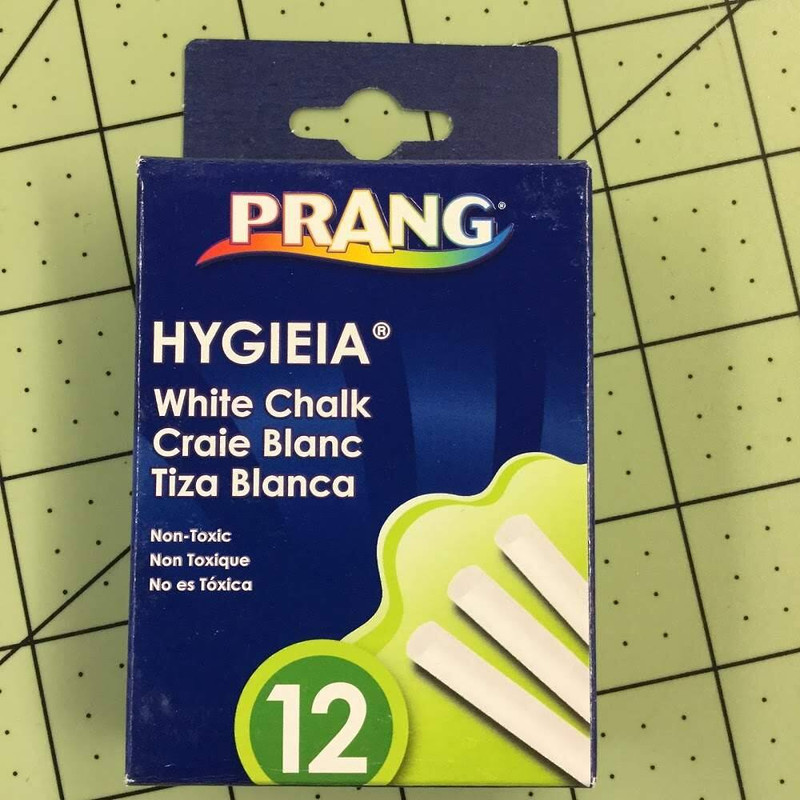 PRANG®
HYGIEIA®
White Chalk
Craie Blanc
Tiza Blanca
Non-Toxic
Non Toxique
No es Tóxica
12